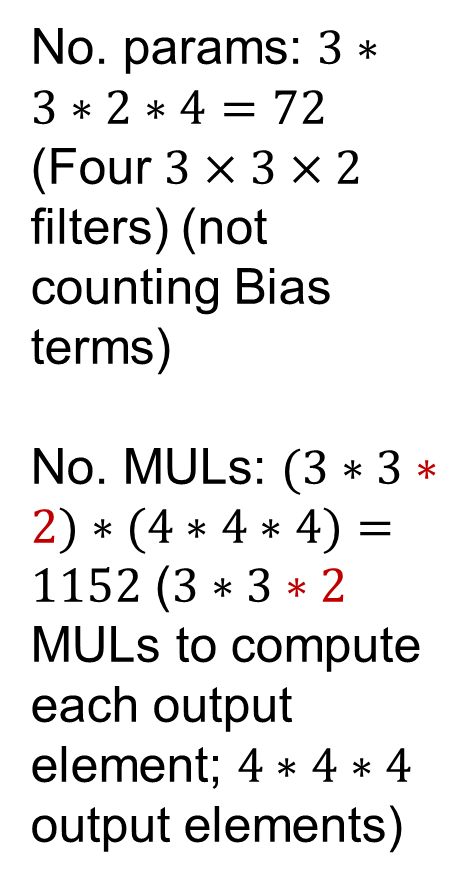 No. params: 3 ∗
3 ∗ 2 ∗ 4 = 72
(Four 3 × 3 × 2
filters) (not
counting Bias
terms)
No. MULs: (3 ∗ 3 ∗
2) ∗ (4 ∗ 4 ∗ 4) =
1152 (3 ∗ 3 ∗ 2
MULs to compute
each output
element; 4 ∗ 4 ∗ 4
output elements)